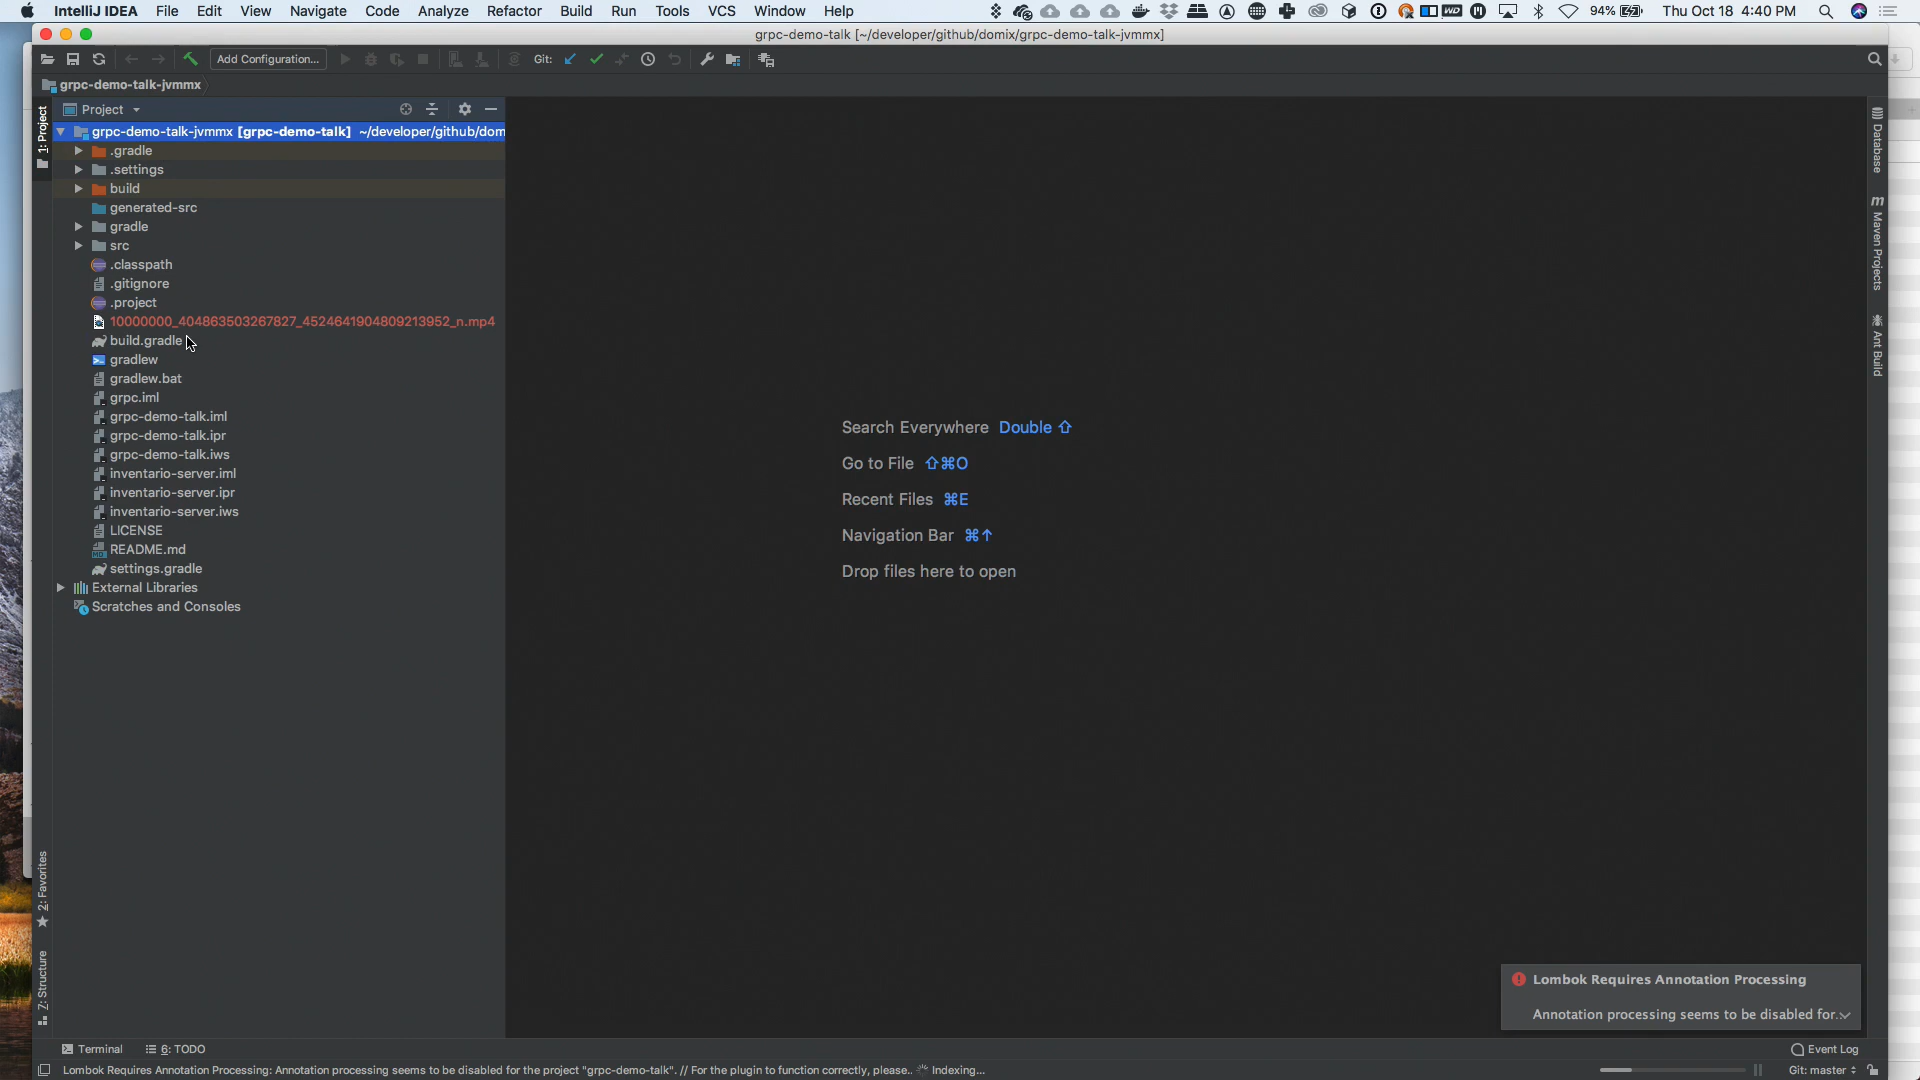 IntelliJ IDEA File Edit View Navigate Code Analyze Refactor Build Run Tools VCS Window Help 94% Thu Oct 18 4:40 PM
grpc-demo-talk [~/developer/github/domix/grpc-demo-talk-jvmmx]
Add Configuration... Git:
grpc-demo-talk-jvmmx
Project
1: Project
grpc-demo-talk-jvmmx [grpc-demo-talk] ~/developer/github/dom
.gradle
.settings
build
generated-src
gradle
src
.classpath
.gitignore
.project
10000000_404863503267827_4524641904809213952_n.mp4
build.gradle
gradlew
gradlew.bat
grpc.iml
grpc-demo-talk.iml
grpc-demo-talk.ipr
grpc-demo-talk.iws
inventario-server.iml
inventario-server.ipr
inventario-server.iws
LICENSE
README.md
settings.gradle
External Libraries
Scratches and Consoles
Search Everywhere Double ⇧
Go to File ⇧⌘O
Recent Files ⌘E
Navigation Bar ⌘↑
Drop files here to open
Database
Maven Projects
Ant Build
2: Favorites
7: Structure
Lombok Requires Annotation Processing
Annotation processing seems to be disabled for..
Terminal 6: TODO Event Log
Lombok Requires Annotation Processing: Annotation processing seems to be disabled for the project "grpc-demo-talk". // For the plugin to function correctly, please.. Indexing... Git: master